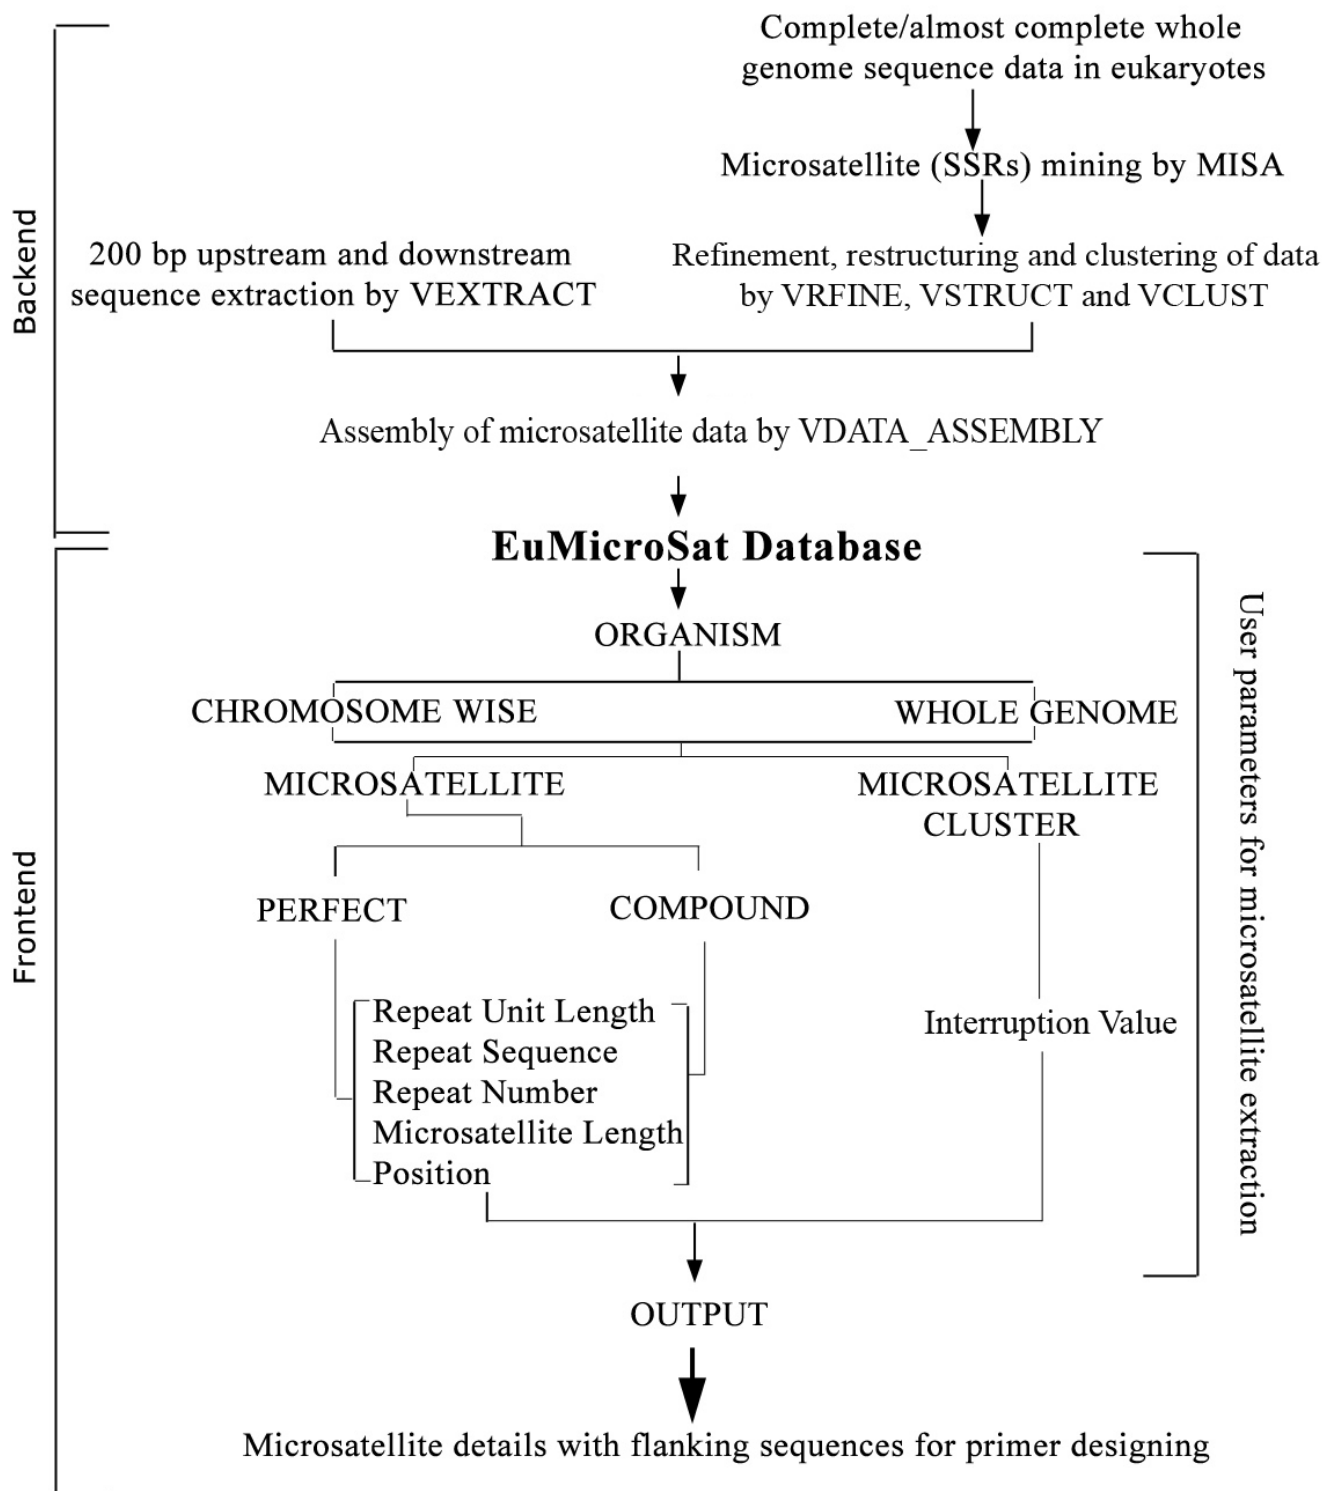 Complete/almost complete whole
genome sequence data in eukaryotes
Microsatellite (SSRs) mining by MISA
Backend
200 bp upstream and downstream
sequence extraction by VEXTRACT
Refinement, restructuring and clustering of data
by VRFINE, VSTRUCT and VCLUST
Assembly of microsatellite data by VDATA_ASSEMBLY
EuMicroSat Database
ORGANISM
CHROMOSOME WISE
WHOLE GENOME
MICROSATELLITE
MICROSATELLITE
CLUSTER
PERFECT
COMPOUND
Frontend
Repeat Unit Length
Repeat Sequence
Repeat Number
Microsatellite Length
Position
Interruption Value
User parameters for microsatellite extraction
OUTPUT
Microsatellite details with flanking sequences for primer designing